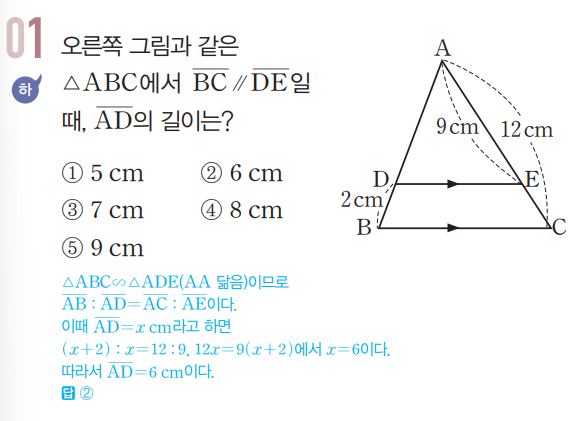 01
하
오른쪽 그림과 같은
△ABC에서 BC∥DE일
때, AD의 길이는?
① 5 cm ② 6 cm
③ 7 cm ④ 8 cm
⑤ 9 cm
A
9 cm 12 cm
D E
2 cm
B C
△ABC∽△ADE(AA 닮음)이므로
AB : AD=AC : AE이다.
이때 AD=x cm라고 하면
(x+2) : x=12 : 9, 12x=9(x+2)에서 x=6이다.
따라서 AD=6 cm이다.
답 ②